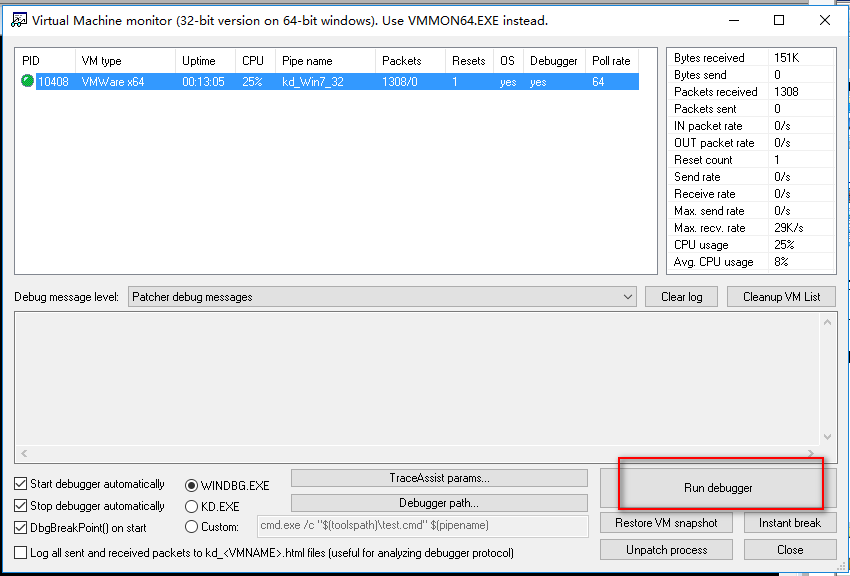 Virtual Machine monitor (32-bit version on 64-bit windows). Use VMMON64.EXE instead.
PID VM type Uptime CPU Pipe name Packets Resets OS Debugger Poll rate
10408 VMWare x64 00:13:05 25% kd_Win7_32 1308/0 1 yes yes 64
Bytes received 151K
Bytes send 0
Packets received 1308
Packets sent 0
IN packet rate 0/s
OUT packet rate 0/s
Reset count 1
Send rate 0/s
Receive rate 0/s
Max. send rate 0/s
Max. recv. rate 29K/s
CPU usage 25%
Avg. CPU usage 8%
Debug message level: Patcher debug messages Clear log Cleanup VM List
Start debugger automatically WINDBG.EXE TraceAssist params... Run debugger
Stop debugger automatically KD.EXE Debugger path...
DbgBreakPoint() on start Custom: cmd.exe /c "$(toolspath)\test.cmd" $(pipename) Restore VM snapshot Instant break
Log all sent and received packets to kd_<VMNAME>.html files (useful for analyzing debugger protocol) Unpatch process Close